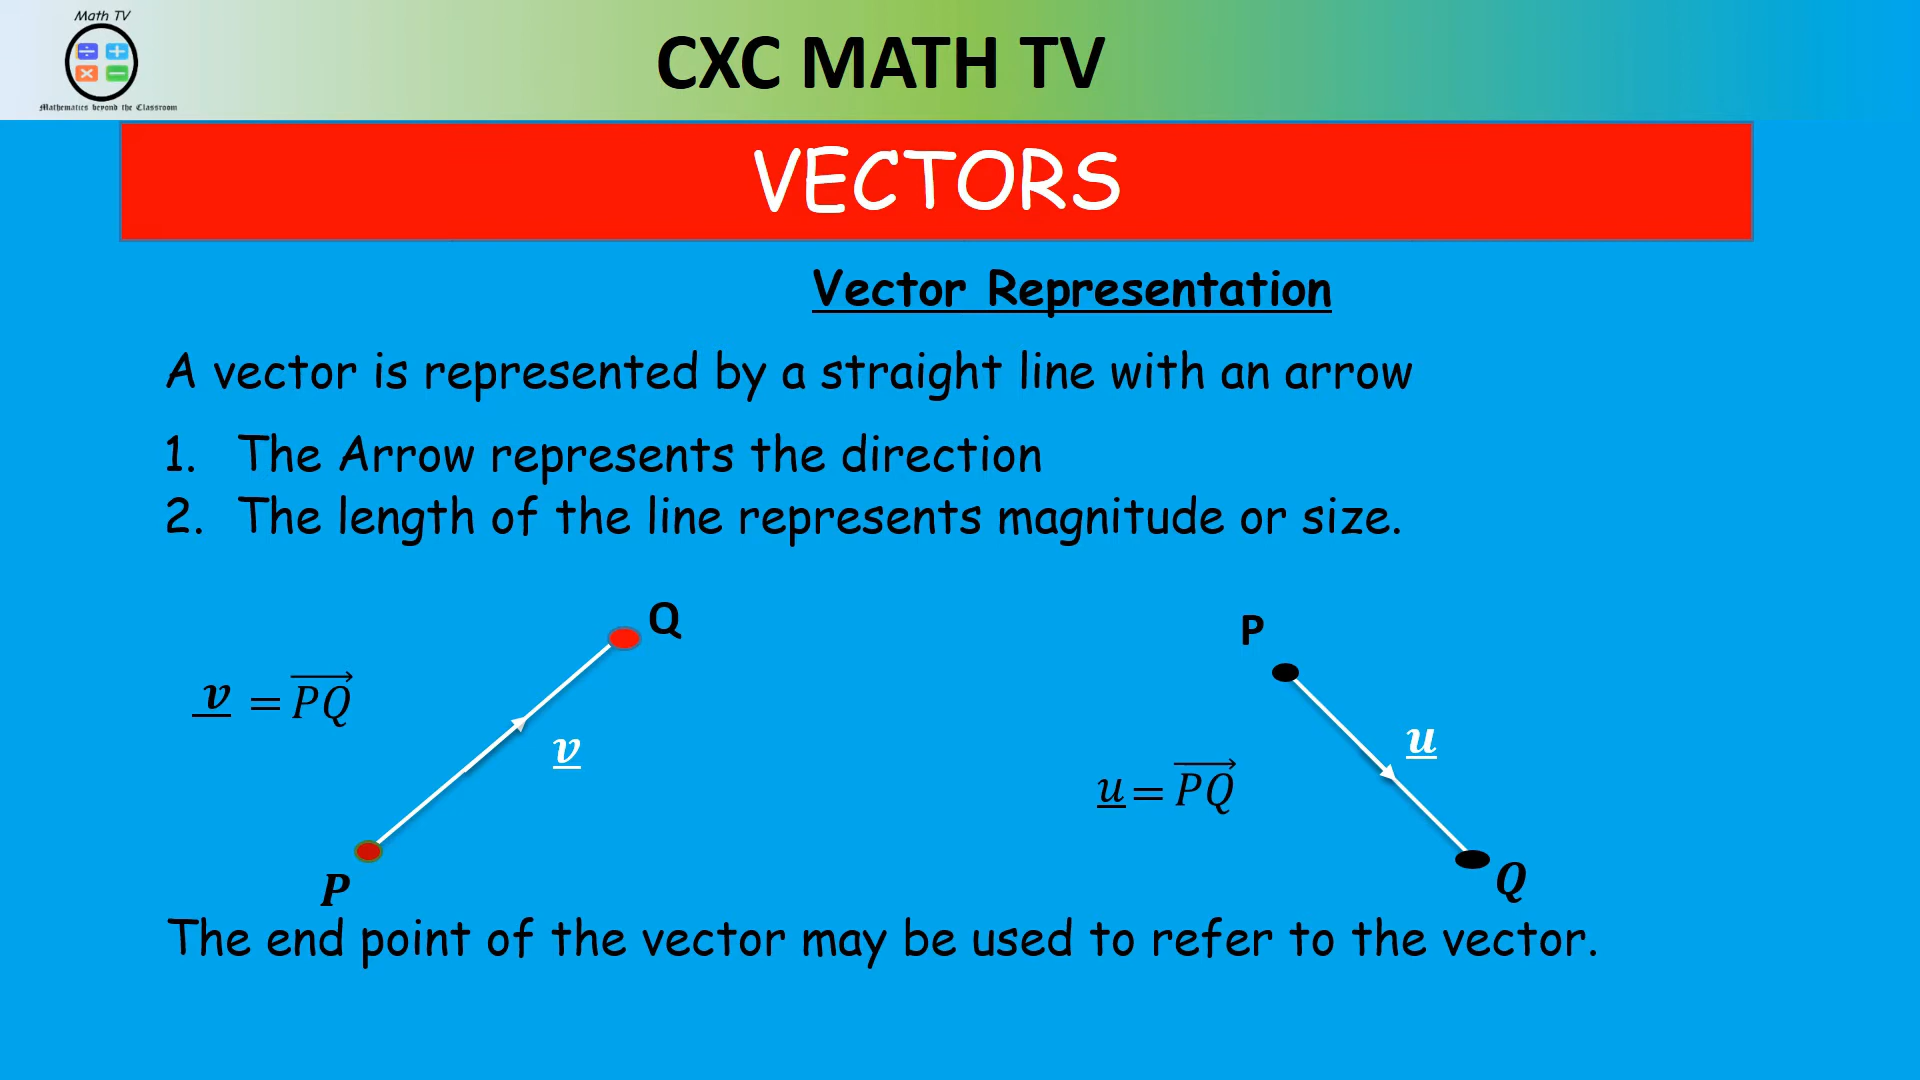 Math TV
Mathematics beyond the Classroom
CXC MATH TV
VECTORS
Vector Representation
A vector is represented by a straight line with an arrow
1. The Arrow represents the direction
2. The length of the line represents magnitude or size.
Q
v = PQ
v
P
P
u
u = PQ
Q
The end point of the vector may be used to refer to the vector.